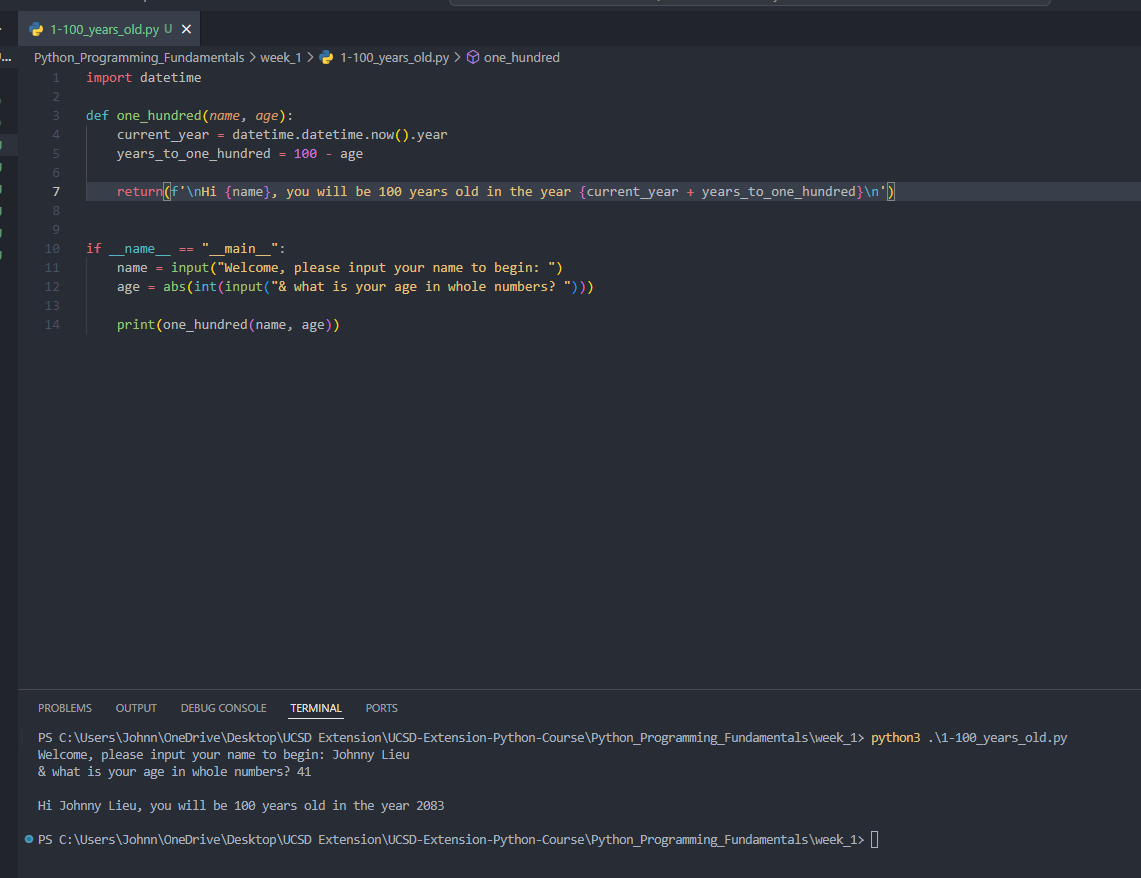 1-100_years_old.py U
Python_Programming_Fundamentals > week_1 > 1-100_years_old.py > one_hundred
1 import datetime
2
3 def one_hundred(name, age):
4 current_year = datetime.datetime.now().year
5 years_to_one_hundred = 100 - age
6
7 return(f'\nHi {name}, you will be 100 years old in the year {current_year + years_to_one_hundred}\n')
8
9
10 if __name__ == "__main__":
11 name = input("Welcome, please input your name to begin: ")
12 age = abs(int(input("& what is your age in whole numbers? ")))
13
14 print(one_hundred(name, age))
PROBLEMS OUTPUT DEBUG CONSOLE TERMINAL PORTS
PS C:\Users\Johnn\OneDrive\Desktop\UCSD Extension\UCSD-Extension-Python-Course\Python_Programming_Fundamentals\week_1> python3 .\1-100_years_old.py
Welcome, please input your name to begin: Johnny Lieu
& what is your age in whole numbers? 41
Hi Johnny Lieu, you will be 100 years old in the year 2083
PS C:\Users\Johnn\OneDrive\Desktop\UCSD Extension\UCSD-Extension-Python-Course\Python_Programming_Fundamentals\week_1>